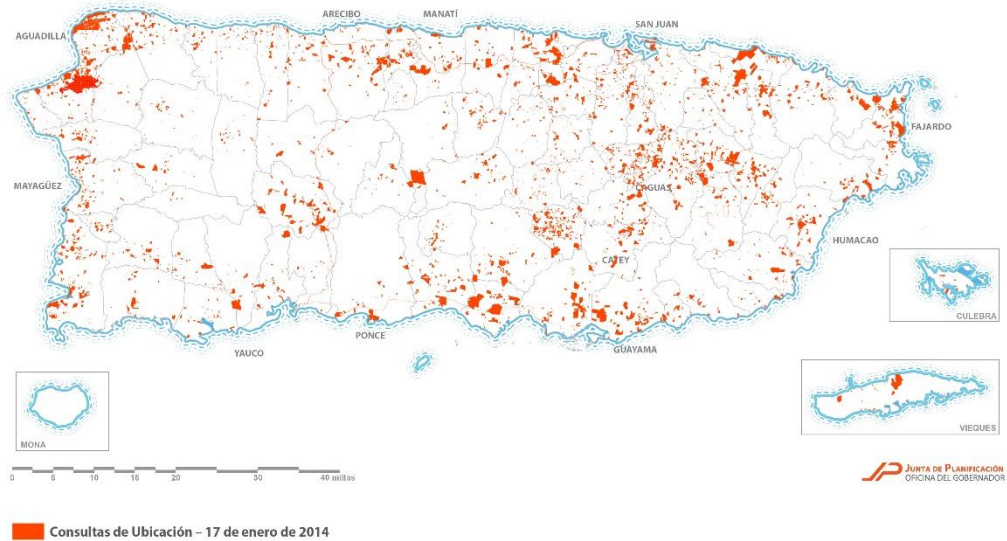 ARECIBO MANATÍ
SAN JUAN
AGUADILLA
FAJARDO
MAYAGÜEZ
CAGUAS
HUMACAO
CAYEY
CULEBRA
PONCE
YAUCO
GUAYAMA
MONA
VIEQUES
0 5 10 15 20 30 40 millas
JP JUNTA DE PLANIFICACIÓN
OFICINA DEL GOBERNADOR
Consultas de Ubicación – 17 de enero de 2014